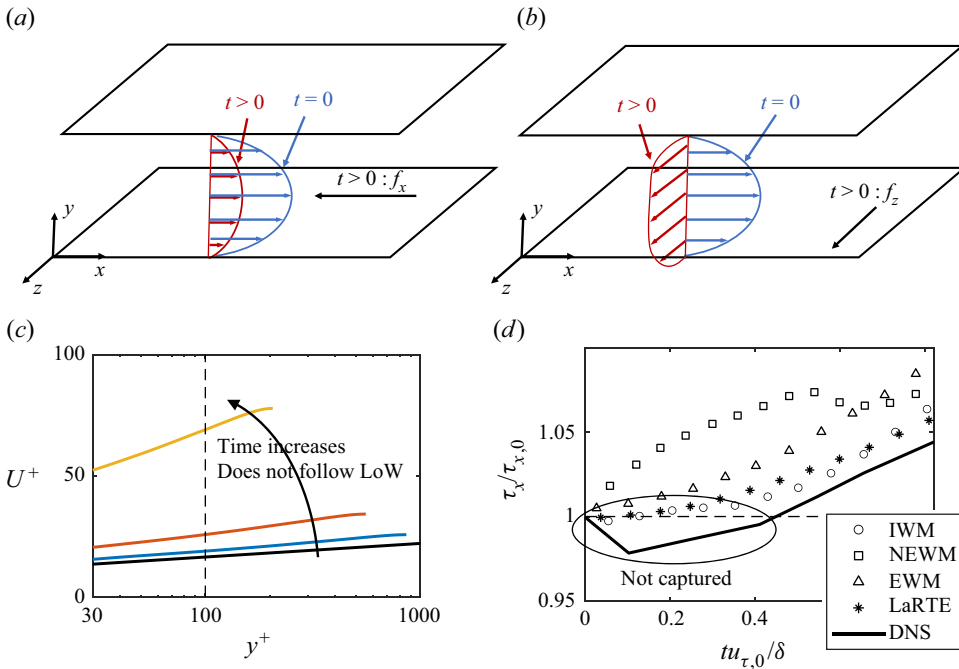 (a)
(b)
t > 0
t = 0
t > 0
t = 0
t > 0 : f_x
t > 0 : f_z
y
x
z
y
x
z
(c)
(d)
100
50
0
U^+
Time increases
Does not follow LoW
30
100
1000
y^+
1.05
1
0.95
τ_x/τ_{x,0}
Not captured
IWM
NEWM
EWM
LaRTE
DNS
0
0.2
0.4
tu_{τ,0}/δ